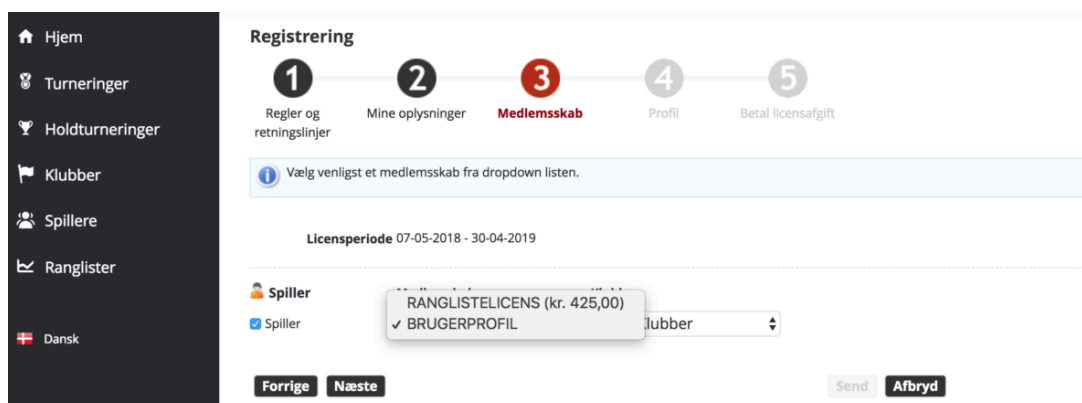 Hjem
Turneringer
Holdturneringer
Klubber
Spillere
Ranglister
Dansk
Registrering
1 2 3 4 5
Regler og retningslinjer
Mine oplysninger
Medlemsskab
Profil
Betal licensafgift
Vælg venligst et medlemsskab fra dropdown listen.
Licensperiode 07-05-2018 - 30-04-2019
Spiller
RANGLISTELICENS (kr. 425,00)
Spiller
✓ BRUGERPROFIL
Forrige Næste Send Afbryd